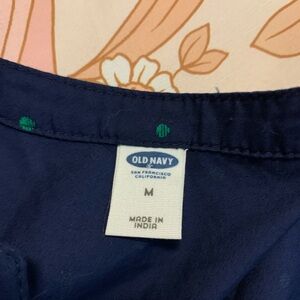 OLD NAVY
SAN FRANCISCO
CALIFORNIA
M
MADE IN
INDIA